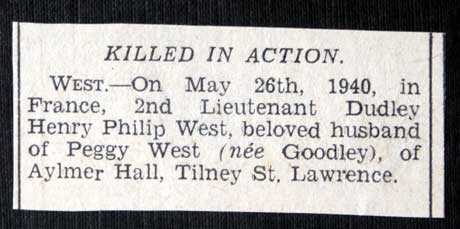 KILLED IN ACTION.
WEST.—On May 26th, 1940, in
France, 2nd Lieutenant Dudley
Henry Philip West, beloved husband
of Peggy West (née Goodley), of
Aylmer Hall, Tilney St. Lawrence.